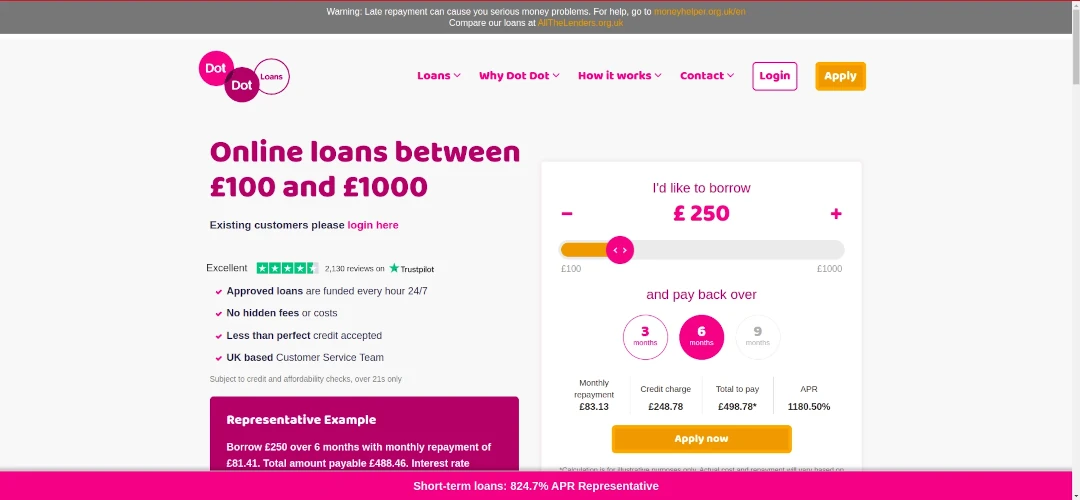 Warning: Late repayment can cause you serious money problems. For help, go to moneyhelper.org.uk/en
Compare our loans at AllTheLenders.org.uk
Dot
Dot
Loans
Loans
Why Dot Dot
How it works
Contact
Login
Apply
Online loans between
£100 and £1000
Existing customers please login here
Excellent
2,130 reviews on
Trustpilot
Approved loans are funded every hour 24/7
No hidden fees or costs
Less than perfect credit accepted
UK based Customer Service Team
Subject to credit and affordability checks, over 21s only
Representative Example
Borrow £250 over 6 months with monthly repayment of
£81.41. Total amount payable £488.46. Interest rate
I'd like to borrow
−
£ 250
+
£100
£1000
and pay back over
3
months
6
months
9
months
Monthly
repayment
£83.13
Credit charge
£248.78
Total to pay
£498.78*
APR
1180.50%
Apply now
*Calculation is for illustrative purposes only. Actual cost and repayment will vary based on
Short-term loans: 824.7% APR Representative